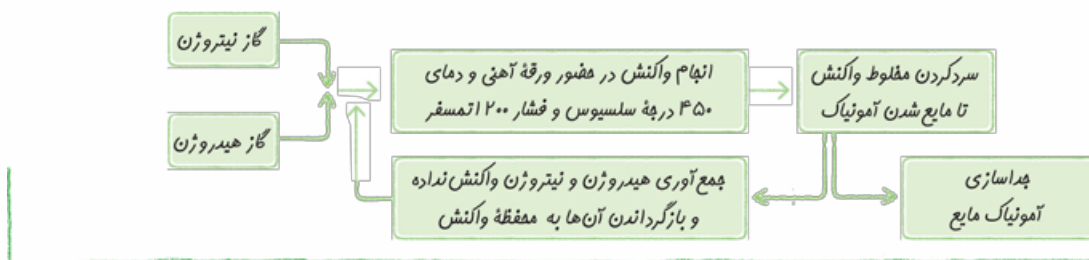 گاز نیتروژن
گاز هیدروژن
انجام واکنش در حضور ورقهٔ آهنی و دمای
۴۵۰ درجهٔ سلسیوس و فشار ۲۰۰ اتمسفر
سردکردن مخلوط واکنش
تا مایع شدن آمونیاک
جمع‌آوری هیدروژن و نیتروژن واکنش‌نداده
و بازگرداندن آن‌ها به محفظهٔ واکنش
جداسازی
آمونیاک مایع